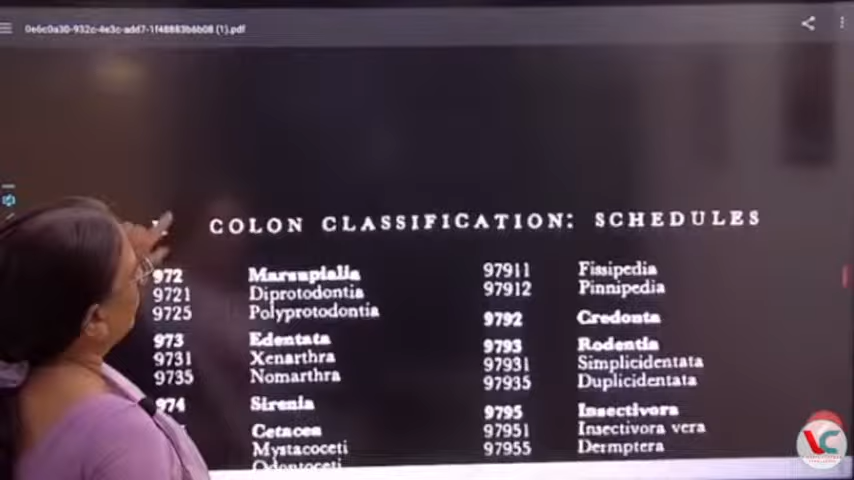 0e6c0a30-932c-4e3c-add7-1f48883b6b08 (1).pdf
COLON CLASSIFICATION: SCHEDULES
972 Marsupialia
9721 Diprotodontia
9725 Polyprotodontia
973 Edentata
9731 Xenarthra
9735 Nomarthra
974 Sirenia
Cetacea
Mystacoceti
Odontoceti
97911 Fissipedia
97912 Pinnipedia
9792 Credonta
9793 Rodentia
97931 Simplicidentata
97935 Duplicidentata
9795 Insectivora
97951 Insectivora vera
97955 Dermptera
VC